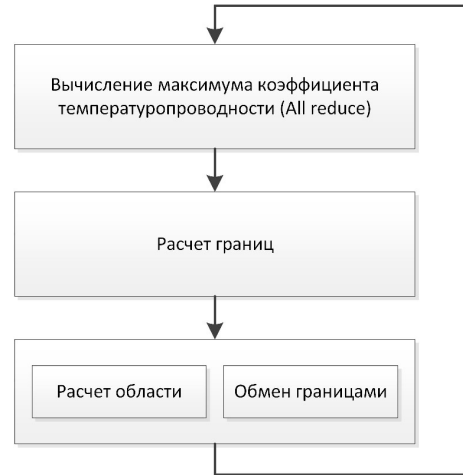 Вычисление максимума коэффициента
температуропроводности (All reduce)
Расчет границ
Расчет области
Обмен границами